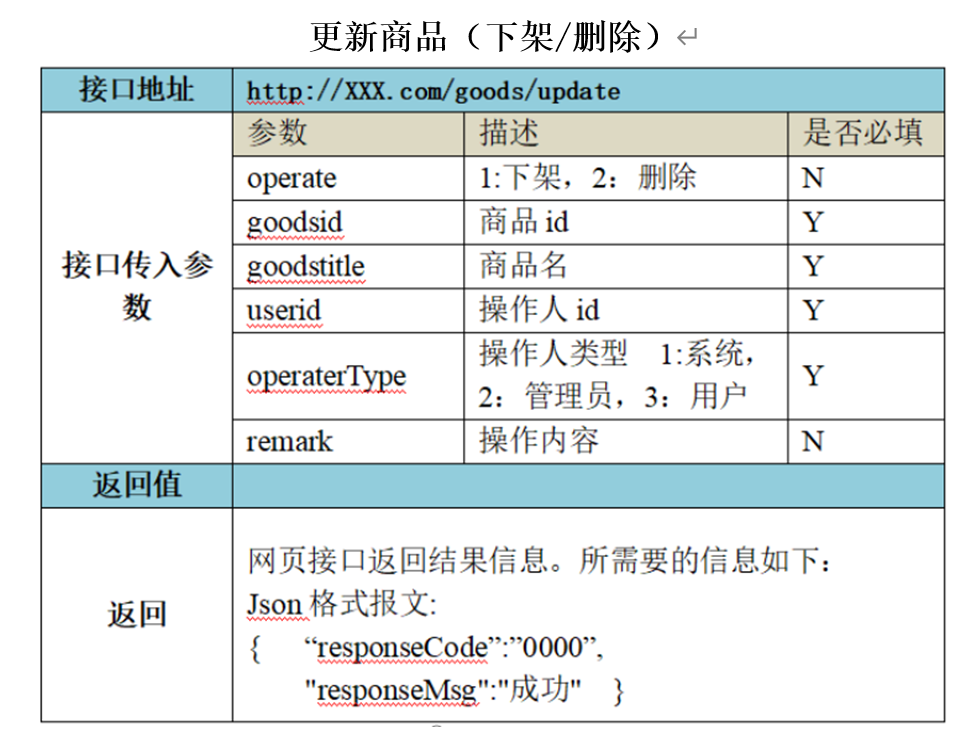 更新商品（下架/删除）↵
接口地址 http://XXX.com/goods/update
接口传入参数
参数 描述 是否必填
operate 1:下架，2：删除 N
goodsid 商品 id Y
goodstitle 商品名 Y
userid 操作人 id Y
operaterType 操作人类型 1:系统，
2：管理员，3：用户 Y
remark 操作内容 N
返回值
返回
网页接口返回结果信息。所需要的信息如下：
Json 格式报文:
{ “responseCode”:”0000”,
"responseMsg":"成功" }